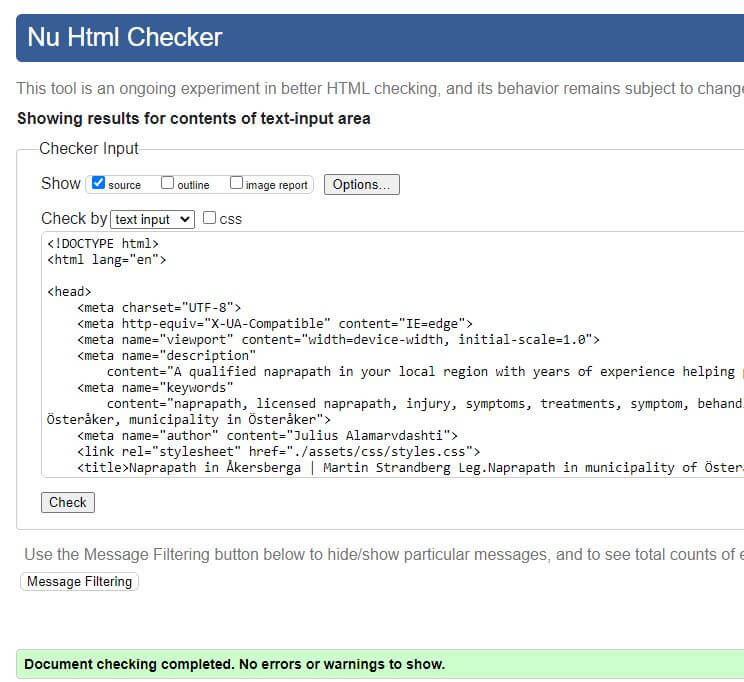 Nu Html Checker
This tool is an ongoing experiment in better HTML checking, and its behavior remains subject to change
Showing results for contents of text-input area
Checker Input
Show source outline image report Options...
Check by text input css
<!DOCTYPE html>
<html lang="en">
<head>
<meta charset="UTF-8">
<meta http-equiv="X-UA-Compatible" content="IE=edge">
<meta name="viewport" content="width=device-width, initial-scale=1.0">
<meta name="description"
content="A qualified naprapath in your local region with years of experience helping
<meta name="keywords"
content="naprapath, licensed naprapath, injury, symptoms, treatments, symptom, behand
Österåker, municipality in Österåker">
<meta name="author" content="Julius Alamarvdashti">
<link rel="stylesheet" href="./assets/css/styles.css">
<title>Naprapath in Åkersberga | Martin Strandberg Leg.Naprapath in municipality of Öster
Check
Use the Message Filtering button below to hide/show particular messages, and to see total counts of
Message Filtering
Document checking completed. No errors or warnings to show.